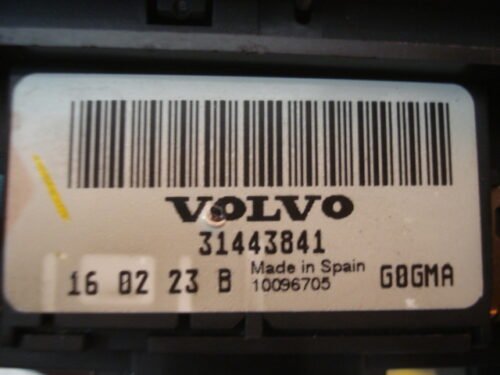 VOLVO
31443841
16 02 23 B Made in Spain G0GMA
10096705